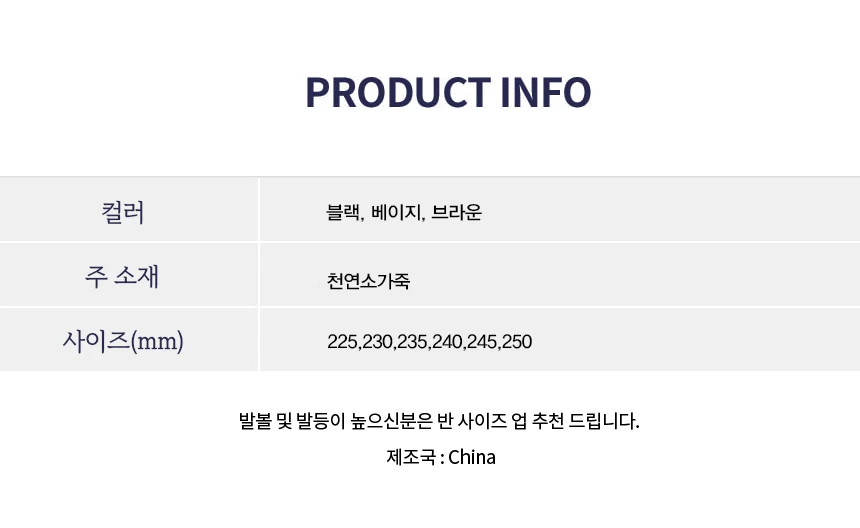 PRODUCT INFO
컬러 블랙, 베이지, 브라운
주 소재 천연소가죽
사이즈(mm) 225,230,235,240,245,250
발볼 및 발등이 높으신분은 반 사이즈 업 추천 드립니다.
제조국 : China